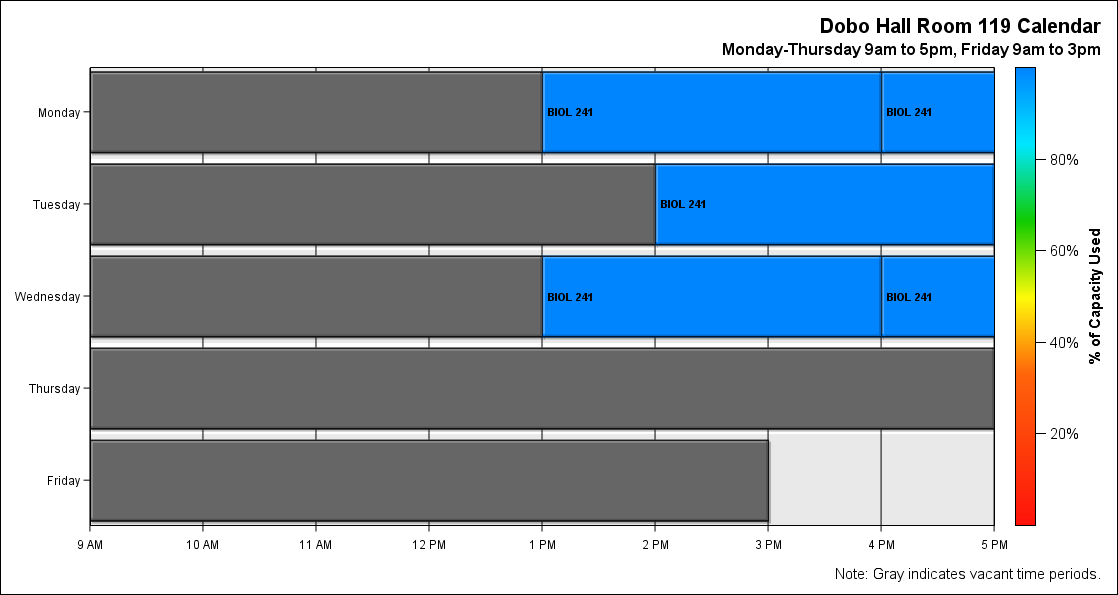 Dobo Hall Room 119 Calendar
Monday-Thursday 9am to 5pm, Friday 9am to 3pm
Monday
BIOL 241
BIOL 241
Tuesday
BIOL 241
Wednesday
BIOL 241
BIOL 241
Thursday
Friday
9 AM
10 AM
11 AM
12 PM
1 PM
2 PM
3 PM
4 PM
5 PM
80%
60%
40%
20%
% of Capacity Used
Note: Gray indicates vacant time periods.